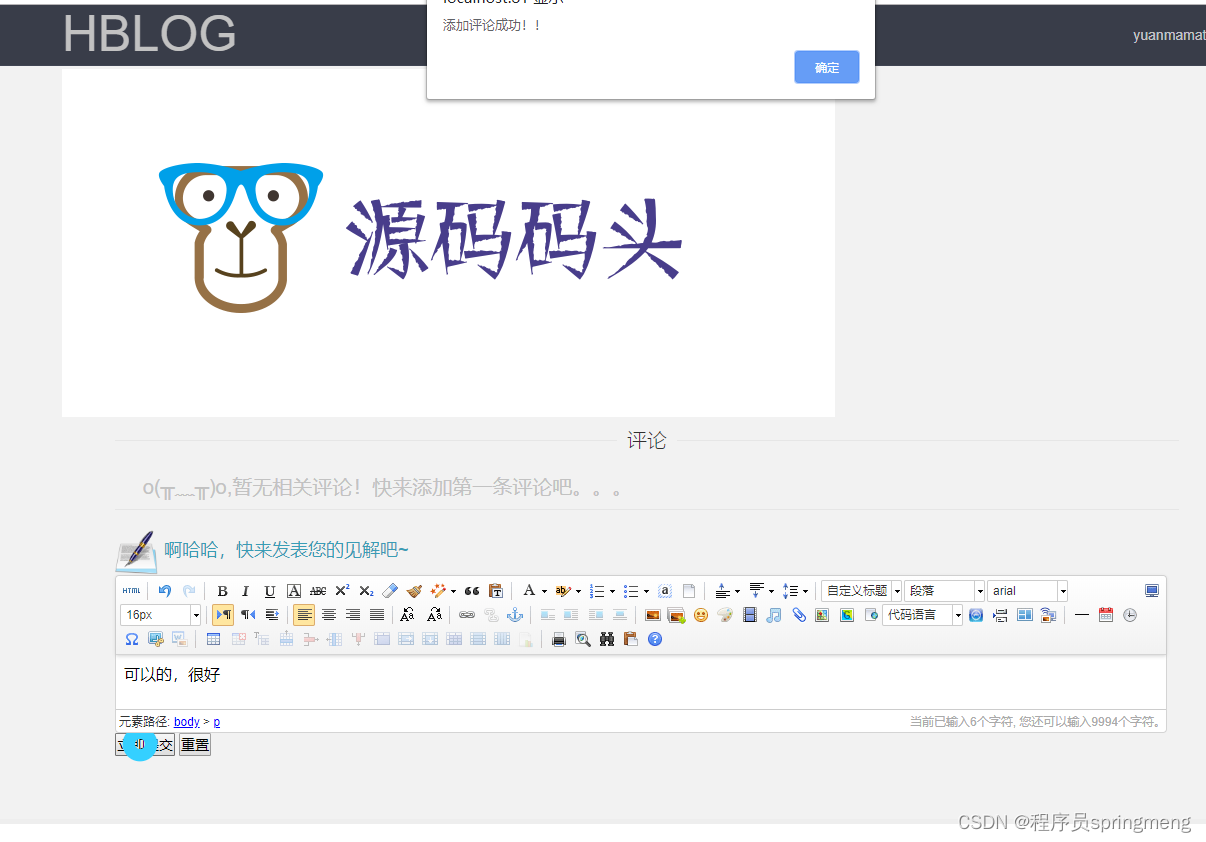 HBLOG
添加评论成功！！
确定
yuanmamat
源码码头
评论
o(╥﹏╥)o,暂无相关评论！快来添加第一条评论吧。。。
啊哈哈，快来发表您的见解吧~
HTML B I U A ABC X² X₂ 自定义标题 段落 arial
16px 代码语言
可以的，很好
元素路径: body > p
当前已输入6个字符, 您还可以输入9994个字符。
重置
CSDN @程序员springmeng